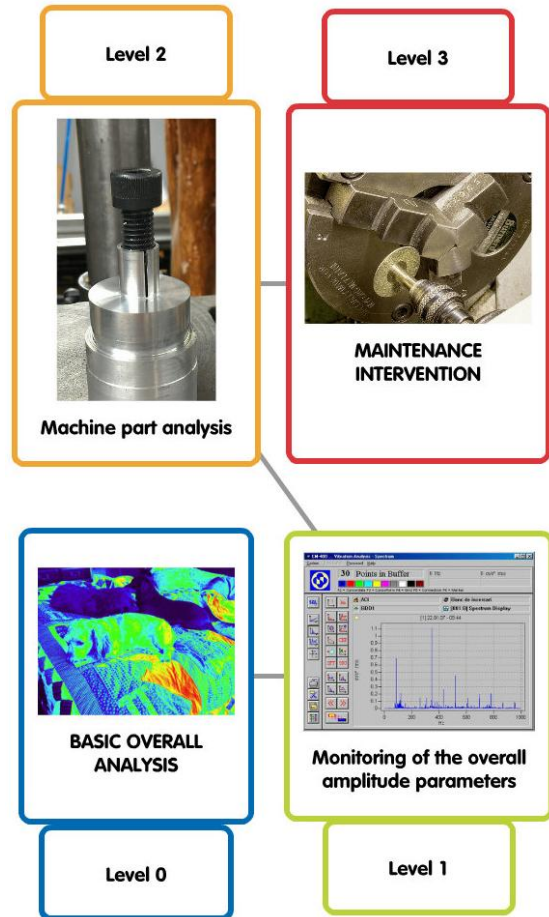 Level 2
Level 3
Machine part analysis
MAINTENANCE
INTERVENTION
30 Points in Buffer
BASIC OVERALL
ANALYSIS
Monitoring of the overall
amplitude parameters
Level 0
Level 1